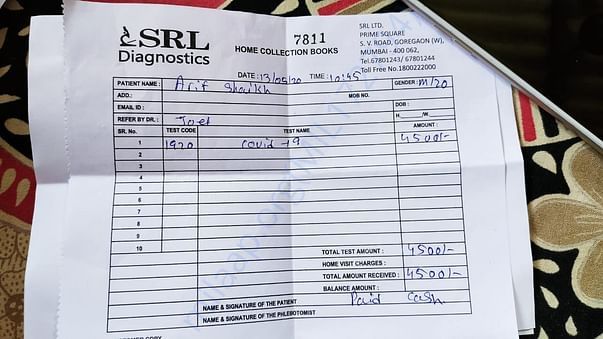 SRL
Diagnostics
HOME COLLECTION BOOKS
7811
SRL LTD.
PRIME SQUARE
S. V. ROAD, GOREGAON (W),
MUMBAI - 400 062,
Tel.67801243/ 67801244
Toll Free No.1800222000
DATE : 13/05/20 TIME : 10:45
PATIENT NAME : Arif Shaikh GENDER : M/20
ADD.: MOB NO.
EMAIL ID : DOB :
REFER BY DR. : H. W.
SR. No. TEST CODE TEST NAME AMOUNT :
1 1920 Covid-19 4500/-
2
3
4
5
6
7
8
9
10
TOTAL TEST AMOUNT : 4500/-
HOME VISIT CHARGES :
TOTAL AMOUNT RECEIVED : 4500/-
BALANCE AMOUNT :
Paid cash
NAME & SIGNATURE OF THE PATIENT
NAME & SIGNATURE OF THE PHLEBOTOMIST